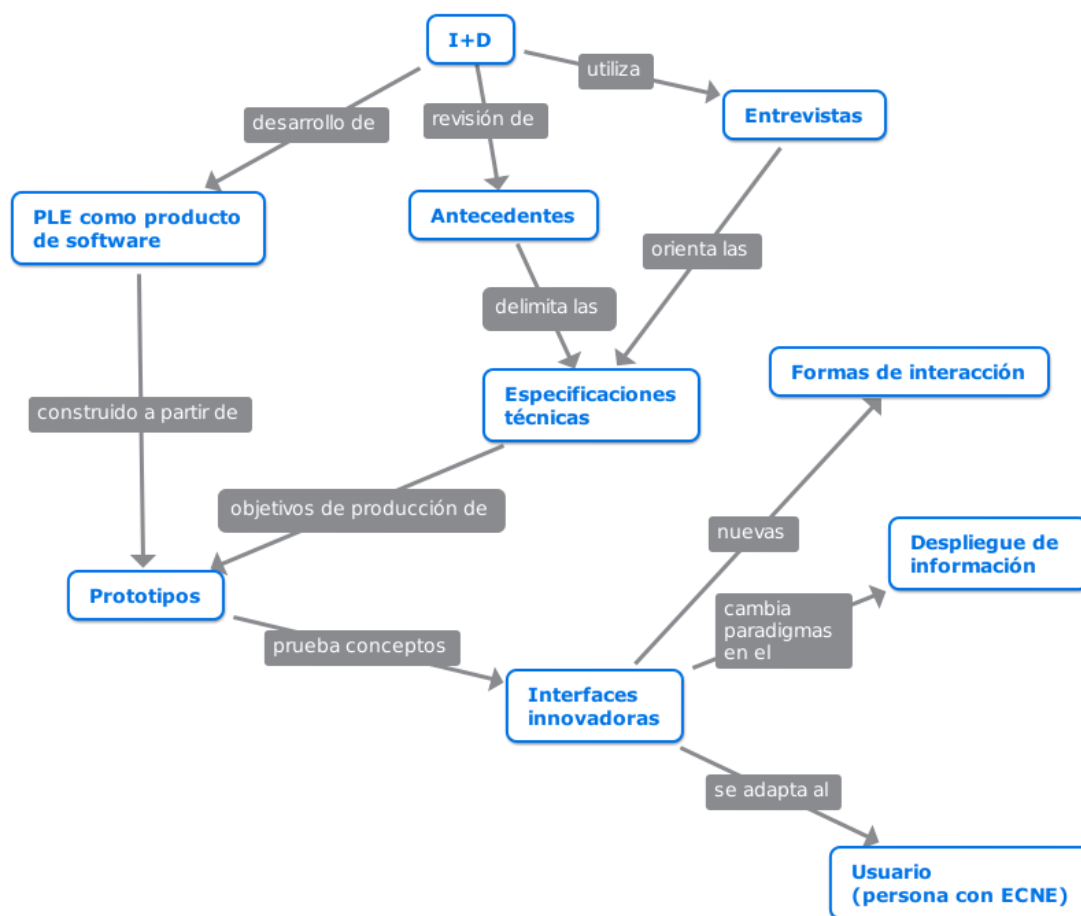 I+D
utiliza
desarrollo de
revisión de
Entrevistas
PLE como producto
de software
Antecedentes
orienta las
delimita las
Formas de interacción
Especificaciones
técnicas
construido a partir de
objetivos de producción de
nuevas
Despliegue de
información
Prototipos
cambia
paradigmas
en el
prueba conceptos
Interfaces
innovadoras
se adapta al
Usuario
(persona con ECNE)